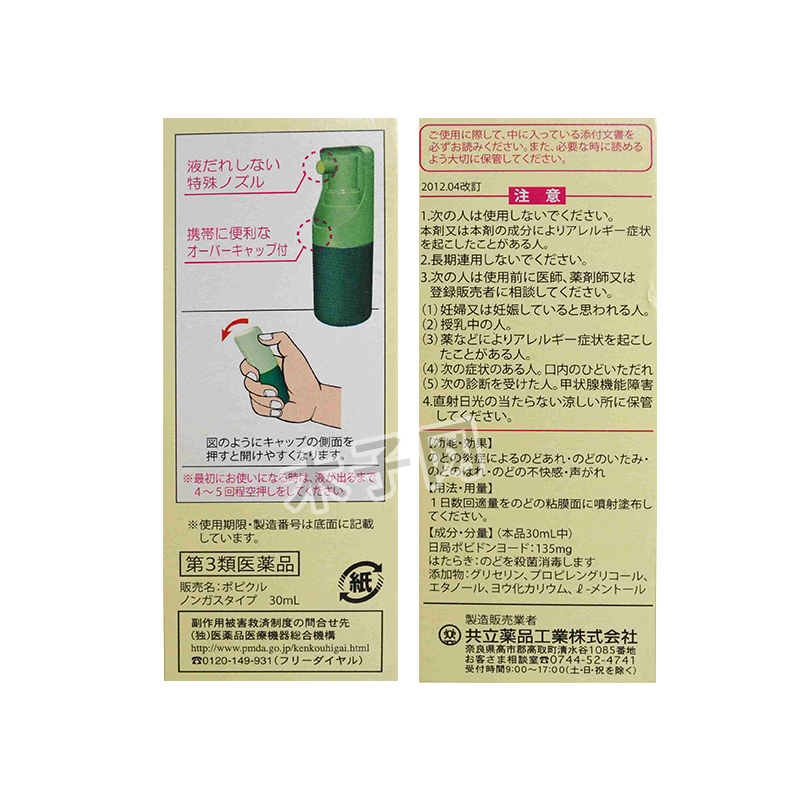 液だれしない
特殊ノズル
携帯に便利な
オーバーキャップ付
図のようにキャップの側面を
押すと開けやすくなります。
※最初にお使いになる時は、液が出るまで
4〜5回程空押しをしてください。
※使用期限・製造番号は底面に記載
しています。
第3類医薬品
販売名：ポピクル
ノンガスタイプ 30mL
紙
副作用被害救済制度の問合せ先
(独)医薬品医療機器総合機構
http://www.pmda.go.jp/kenkouhigai.html
☎0120-149-931(フリーダイヤル)
ご使用に際して、中に入っている添付文書を
必ずお読みください。また、必要な時に読める
よう大切に保管してください。
2012.04改訂
注意
1.次の人は使用しないでください。
本剤又は本剤の成分によりアレルギー症状
を起こしたことがある人。
2.長期連用しないでください。
3.次の人は使用前に医師、薬剤師又は
登録販売者に相談してください。
(1)妊婦又は妊娠していると思われる人。
(2)授乳中の人。
(3)薬などによりアレルギー症状を起こし
たことがある人。
(4)次の症状のある人。口内のひどいただれ
(5)次の診断を受けた人。甲状腺機能障害
4.直射日光の当たらない涼しい所に保管
してください。
【効能・効果】
のどの炎症によるのどあれ・のどのいたみ・
のどのはれ・のどの不快感・声がれ
【用法・用量】
1日数回適量をのどの粘膜面に噴射塗布し
てください。
【成分・分量】(本品30mL中)
日局ポビドンヨード：135mg
はたらき：のどを殺菌消毒します
添加物：グリセリン、プロピレングリコール、
エタノール、ヨウ化カリウム、ℓ-メントール
製造販売業者
共立薬品工業株式会社
奈良県高市郡高取町清水谷1085番地
お客さま相談室☎0744-52-4741
受付時間9:00〜17:00(土・日・祝を除く)
木子园